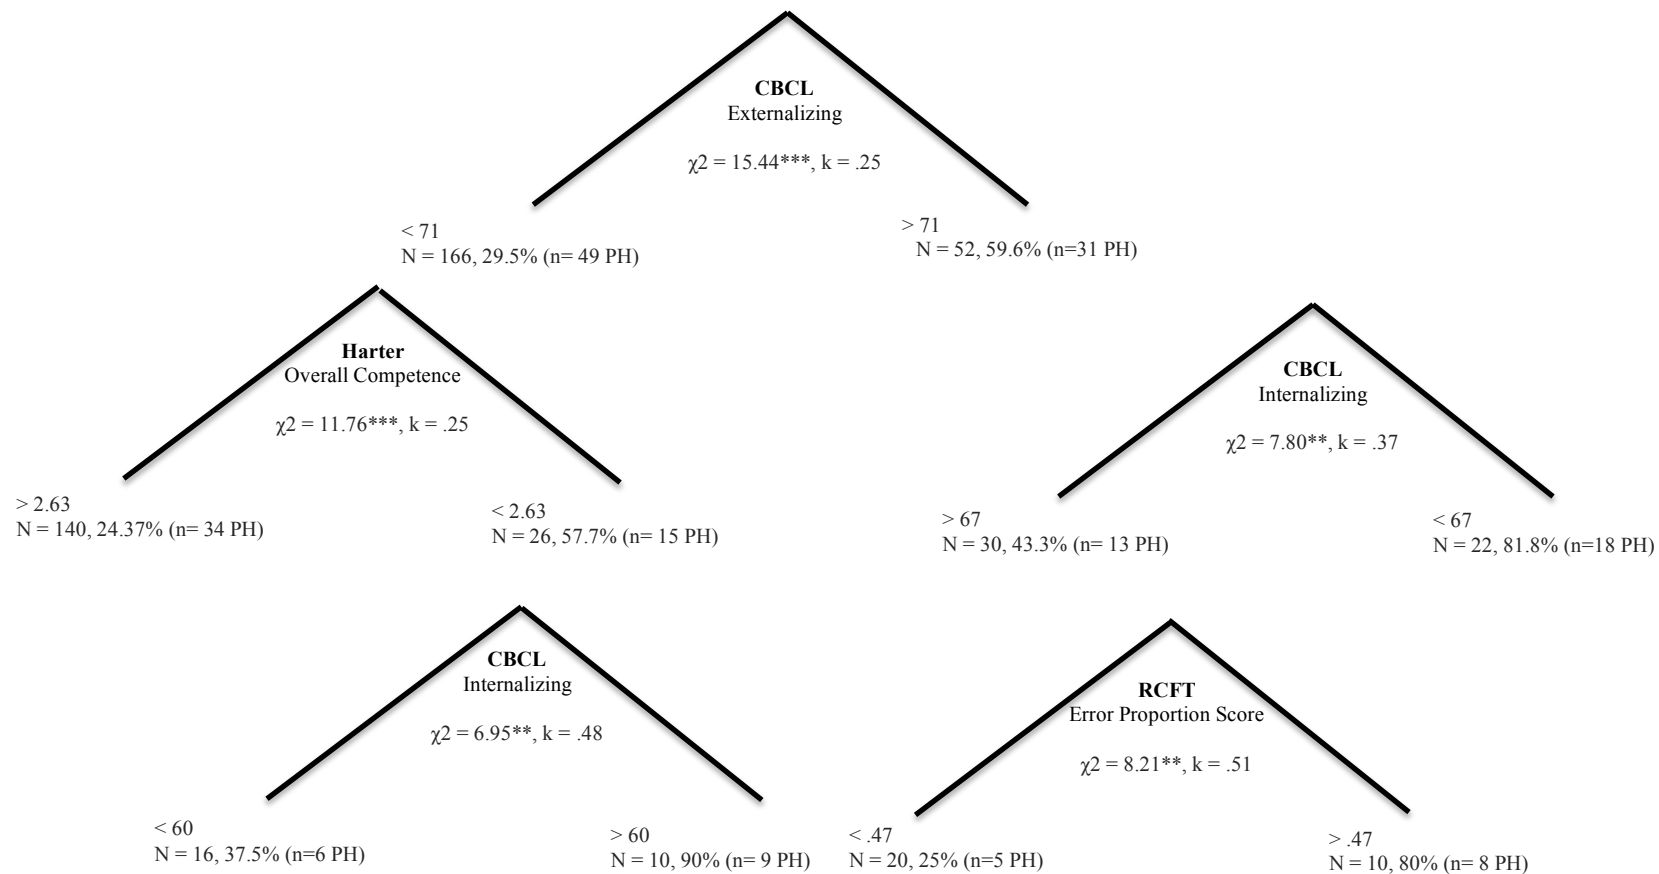 CBCL
Externalizing
χ2 = 15.44***, k = .25
< 71
N = 166, 29.5% (n= 49 PH)
> 71
N = 52, 59.6% (n=31 PH)
Harter
Overall Competence
χ2 = 11.76***, k = .25
CBCL
Internalizing
χ2 = 7.80**, k = .37
> 2.63
N = 140, 24.37% (n= 34 PH)
< 2.63
N = 26, 57.7% (n= 15 PH)
> 67
N = 30, 43.3% (n= 13 PH)
< 67
N = 22, 81.8% (n=18 PH)
CBCL
Internalizing
χ2 = 6.95**, k = .48
RCFT
Error Proportion Score
χ2 = 8.21**, k = .51
< 60
N = 16, 37.5% (n=6 PH)
> 60
N = 10, 90% (n= 9 PH)
< .47
N = 20, 25% (n=5 PH)
> .47
N = 10, 80% (n= 8 PH)